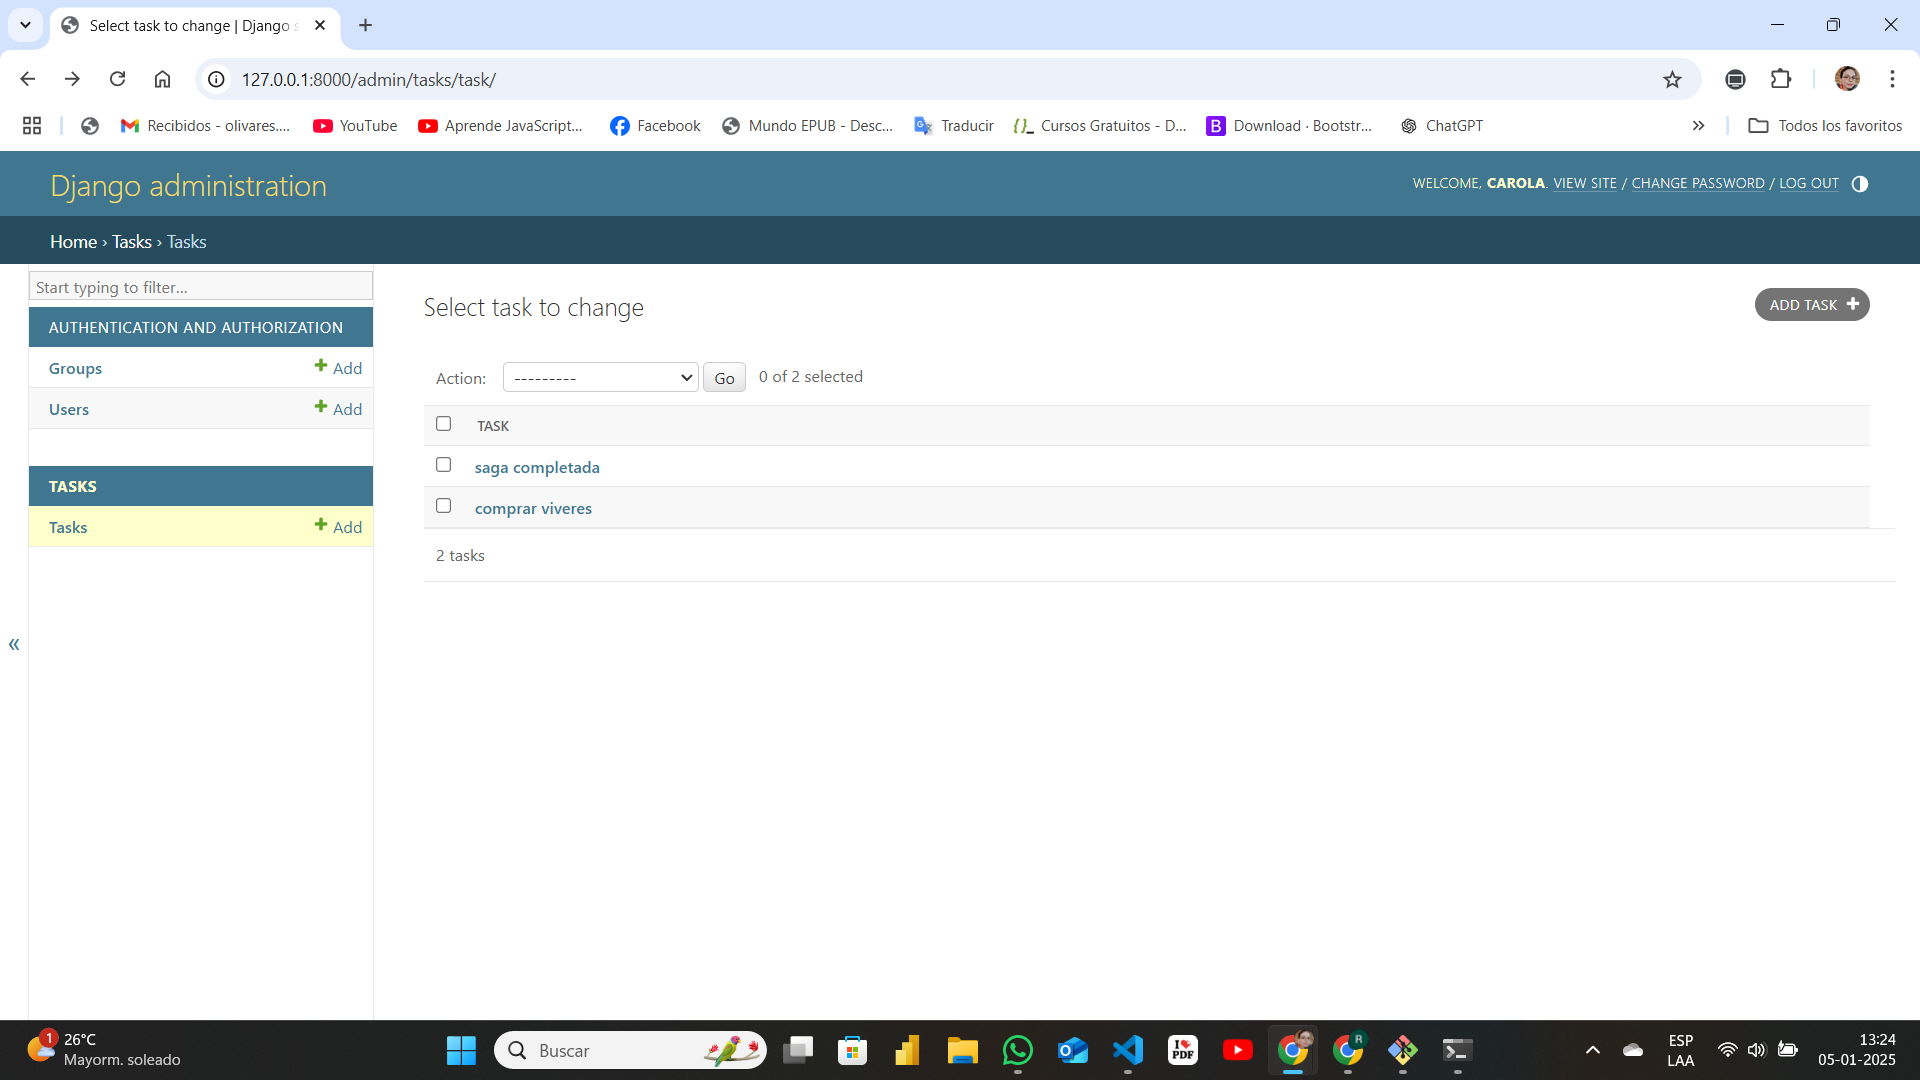 Select task to change | Django s
127.0.0.1:8000/admin/tasks/task/
Recibidos - olivares.... YouTube Aprende JavaScript... Facebook Mundo EPUB - Desc... Traducir Cursos Gratuitos - D... B Download · Bootstr... ChatGPT » Todos los favoritos
Django administration
WELCOME, CAROLA. VIEW SITE / CHANGE PASSWORD / LOG OUT
Home › Tasks › Tasks
Start typing to filter...
AUTHENTICATION AND AUTHORIZATION
Groups + Add
Users + Add
TASKS
Tasks + Add
«
Select task to change
ADD TASK +
Action: --------- Go 0 of 2 selected
TASK
saga completada
comprar viveres
2 tasks
1 26°C
Mayorm. soleado
Buscar
I PDF
R
ESP
LAA
13:24
05-01-2025